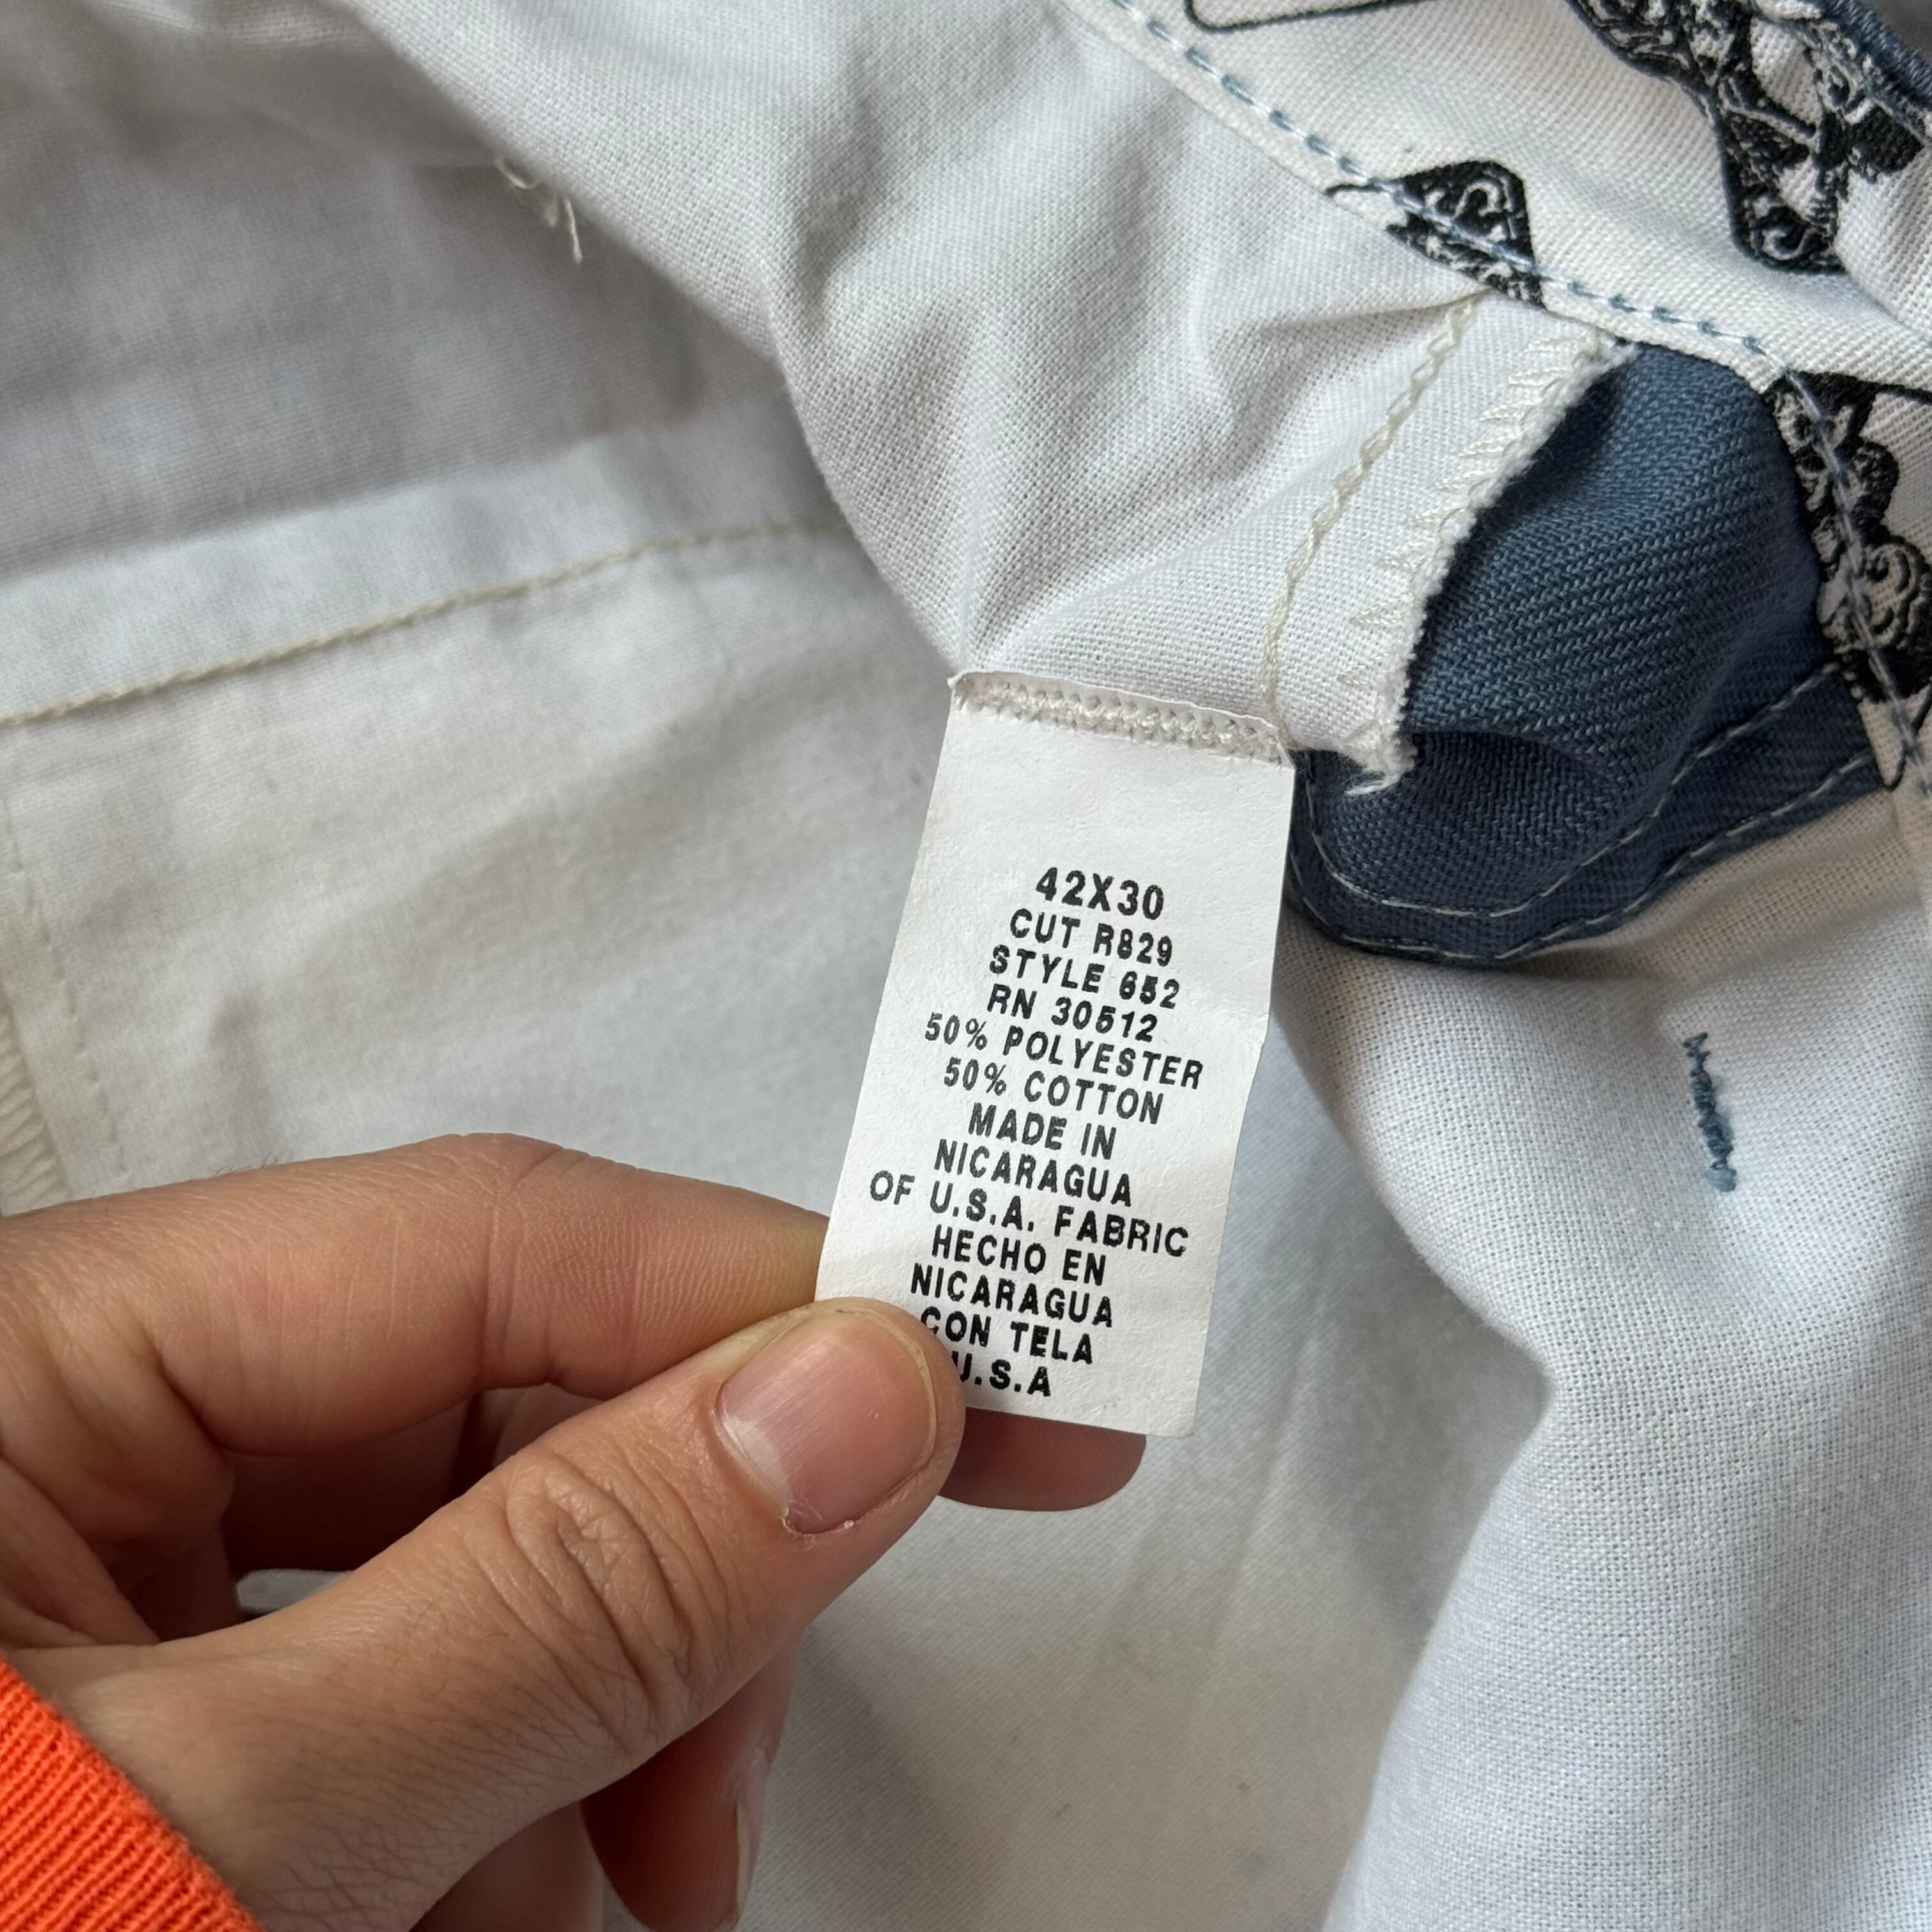 42X30
CUT R829
STYLE 652
RN 30512
50% POLYESTER
50% COTTON
MADE IN
NICARAGUA
OF U.S.A. FABRIC
HECHO EN
NICARAGUA
CON TELA
U.S.A